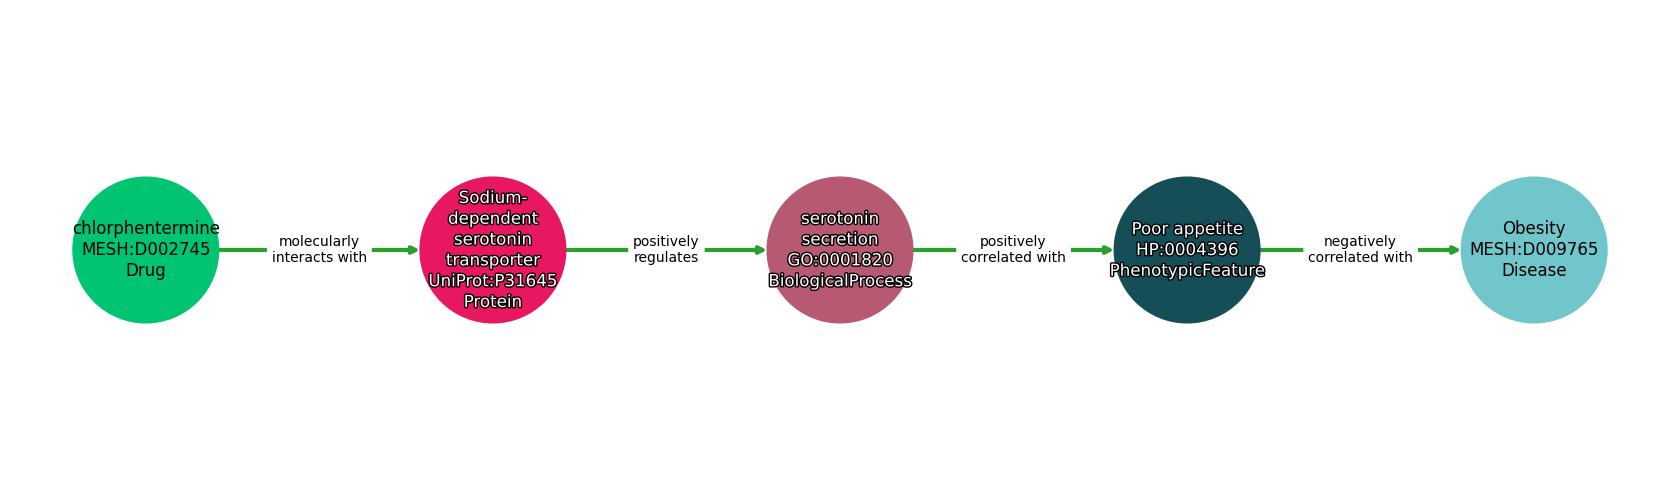 chlorphentermine
MESH:D002745
Drug
molecularly
interacts with
Sodium-
dependent
serotonin
transporter
UniProt:P31645
Protein
positively
regulates
serotonin
secretion
GO:0001820
BiologicalProcess
positively
correlated with
Poor appetite
HP:0004396
PhenotypicFeature
negatively
correlated with
Obesity
MESH:D009765
Disease